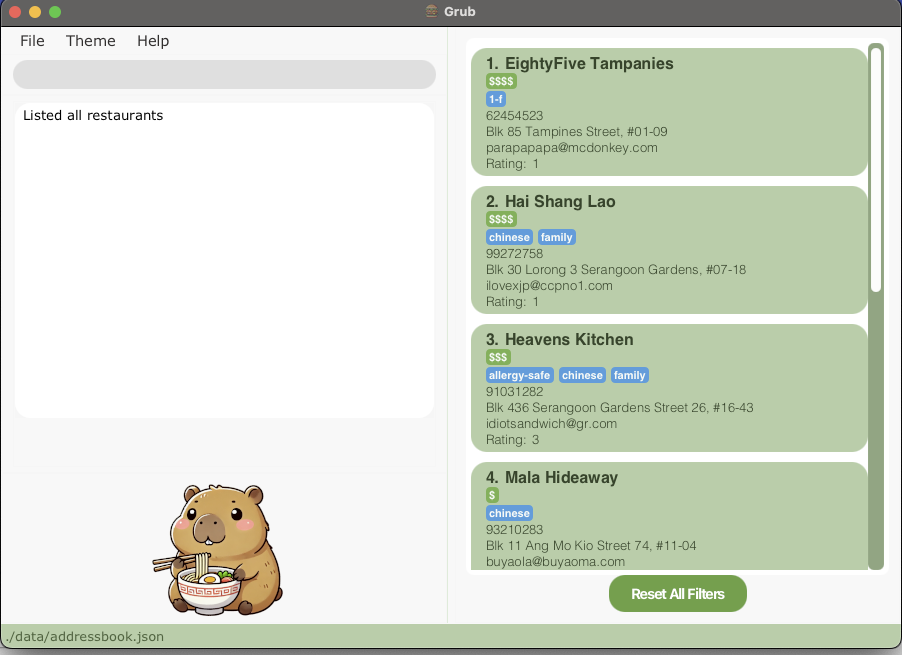 Grub
File Theme Help
Listed all restaurants
1. EightyFive Tampanies
$$$$
1-f
62454523
Blk 85 Tampines Street, #01-09
parapapapa@mcdonkey.com
Rating: 1
2. Hai Shang Lao
$$$$
chinese family
99272758
Blk 30 Lorong 3 Serangoon Gardens, #07-18
ilovexjp@ccpno1.com
Rating: 1
3. Heavens Kitchen
$$$
allergy-safe chinese family
91031282
Blk 436 Serangoon Gardens Street 26, #16-43
idiotsandwich@gr.com
Rating: 3
4. Mala Hideaway
$
chinese
93210283
Blk 11 Ang Mo Kio Street 74, #11-04
buyaola@buyaoma.com
Reset All Filters
./data/addressbook.json